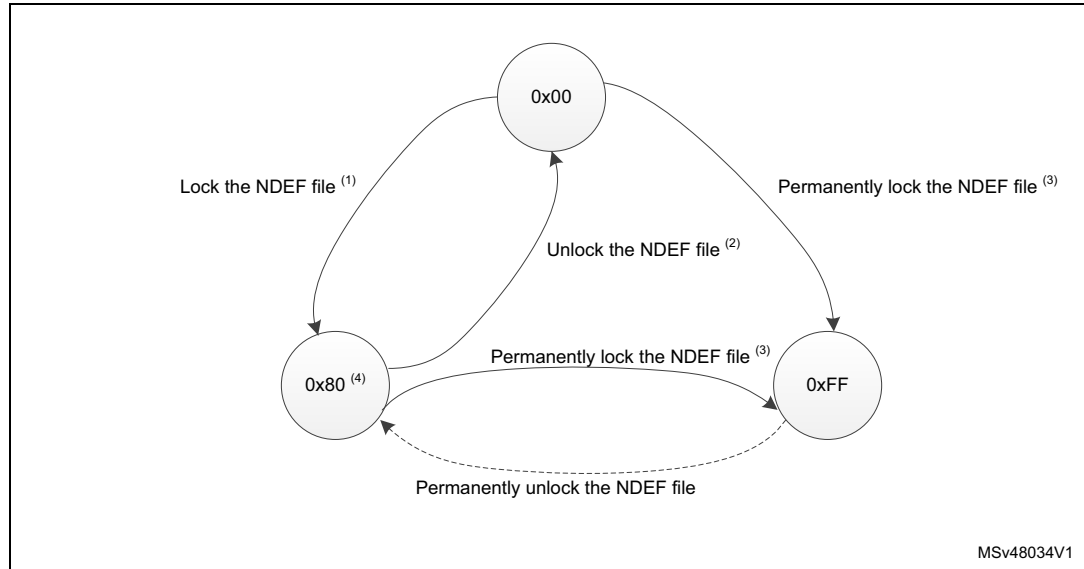 0x00
Lock the NDEF file (1)
Permanently lock the NDEF file (3)
Unlock the NDEF file (2)
Permanently lock the NDEF file (3)
0x80 (4)
0xFF
Permanently unlock the NDEF file
MSv48034V1